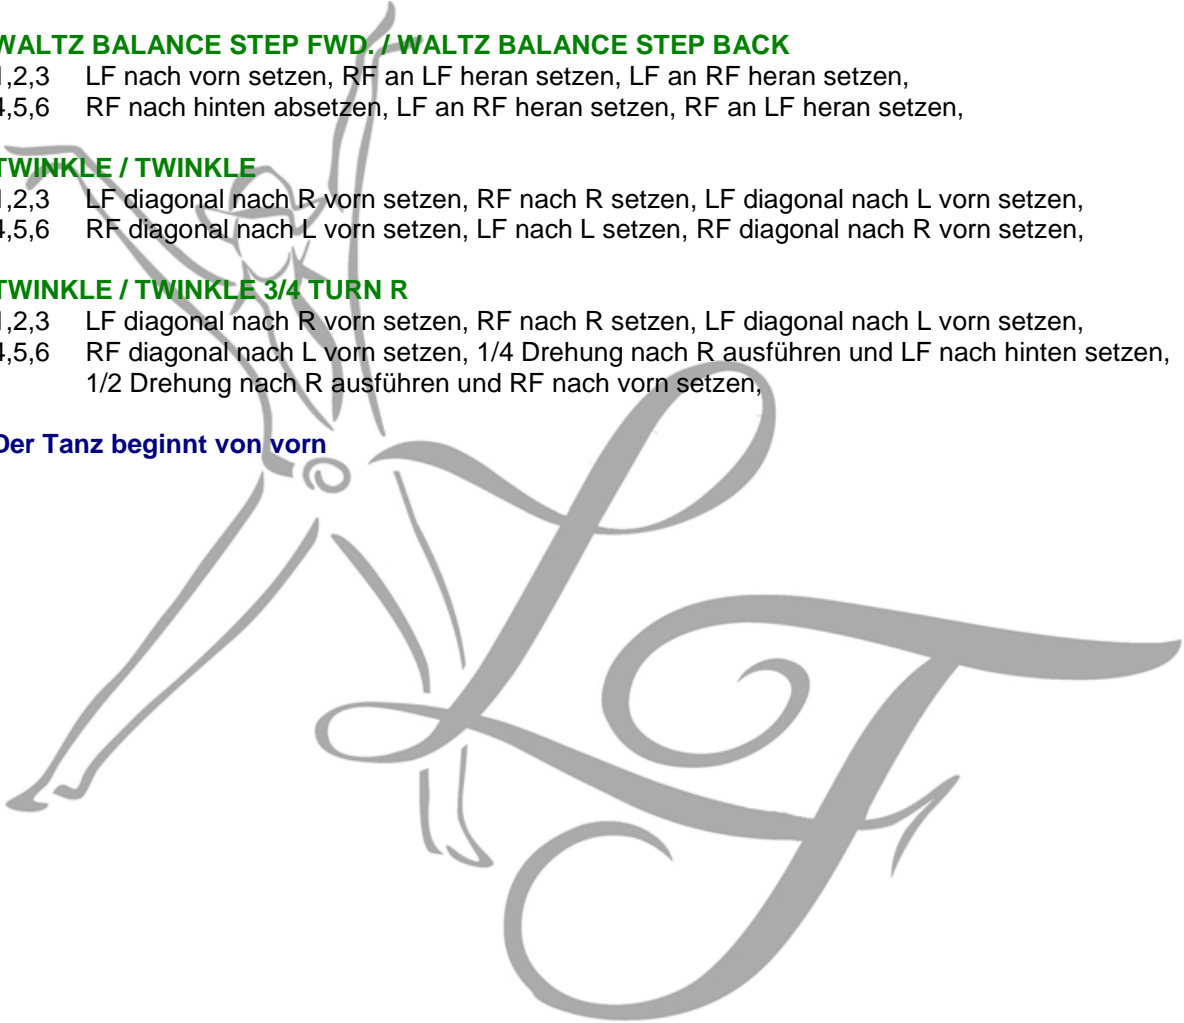 WALTZ BALANCE STEP FWD. / WALTZ BALANCE STEP BACK
1,2,3 LF nach vorn setzen, RF an LF heran setzen, LF an RF heran setzen,
4,5,6 RF nach hinten absetzen, LF an RF heran setzen, RF an LF heran setzen,
TWINKLE / TWINKLE
1,2,3 LF diagonal nach R vorn setzen, RF nach R setzen, LF diagonal nach L vorn setzen,
4,5,6 RF diagonal nach L vorn setzen, LF nach L setzen, RF diagonal nach R vorn setzen,
TWINKLE / TWINKLE 3/4 TURN R
1,2,3 LF diagonal nach R vorn setzen, RF nach R setzen, LF diagonal nach L vorn setzen,
4,5,6 RF diagonal nach L vorn setzen, 1/4 Drehung nach R ausführen und LF nach hinten setzen,
1/2 Drehung nach R ausführen und RF nach vorn setzen,
Der Tanz beginnt von vorn
LF